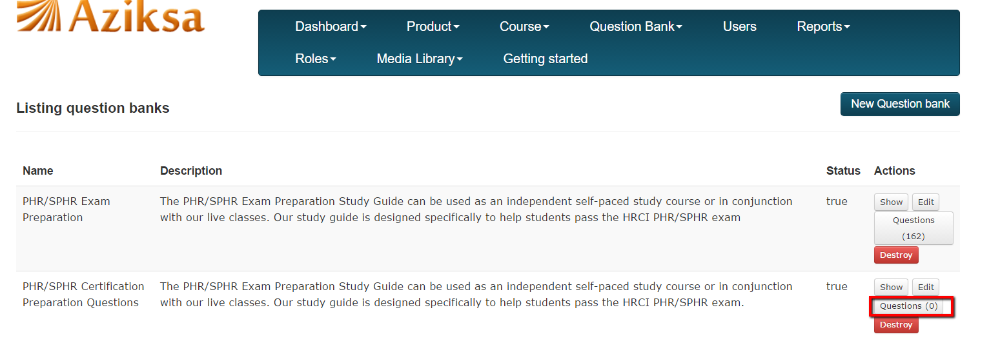 Aziksa
Dashboard Product Course Question Bank Users Reports
Roles Media Library Getting started
Listing question banks
New Question bank
Name Description Status Actions
PHR/SPHR Exam The PHR/SPHR Exam Preparation Study Guide can be used as an independent self-paced study course or in conjunction true Show Edit
Preparation with our live classes. Our study guide is designed specifically to help students pass the HRCI PHR/SPHR exam
Questions
(162)
Destroy
PHR/SPHR Certification The PHR/SPHR Exam Preparation Study Guide can be used as an independent self-paced study course or in conjunction true Show Edit
Preparation Questions with our live classes. Our study guide is designed specifically to help students pass the HRCI PHR/SPHR exam.
Questions (0)
Destroy